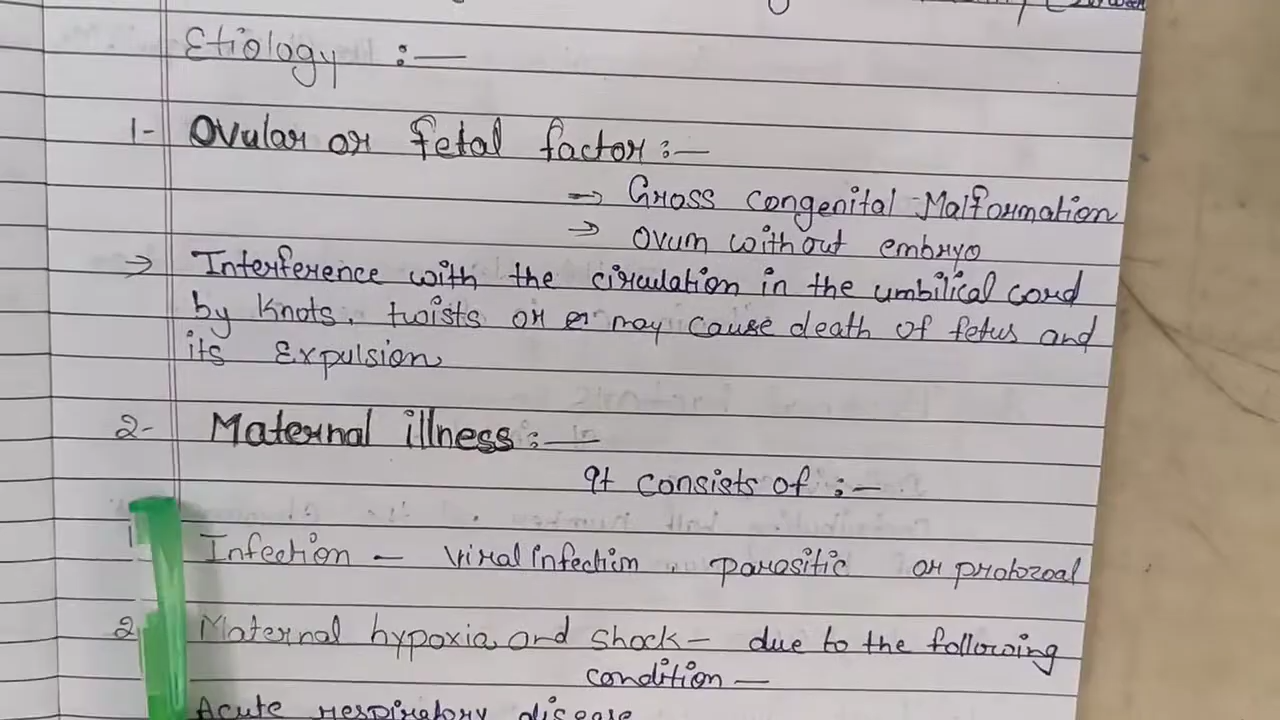 Etiology :—
1- Ovular or fetal factor :—
→ Gross congenital Malformation
→ Ovum without embryo
→ Interference with the circulation in the umbilical cord
by Knots, twists or may cause death of fetus and
its Expulsion
2- Maternal illness :—
It consists of :—
1 Infection — viral infection, parasitic or protozoal
2 Maternal hypoxia and shock — due to the following
condition —
Acute respiratory disease